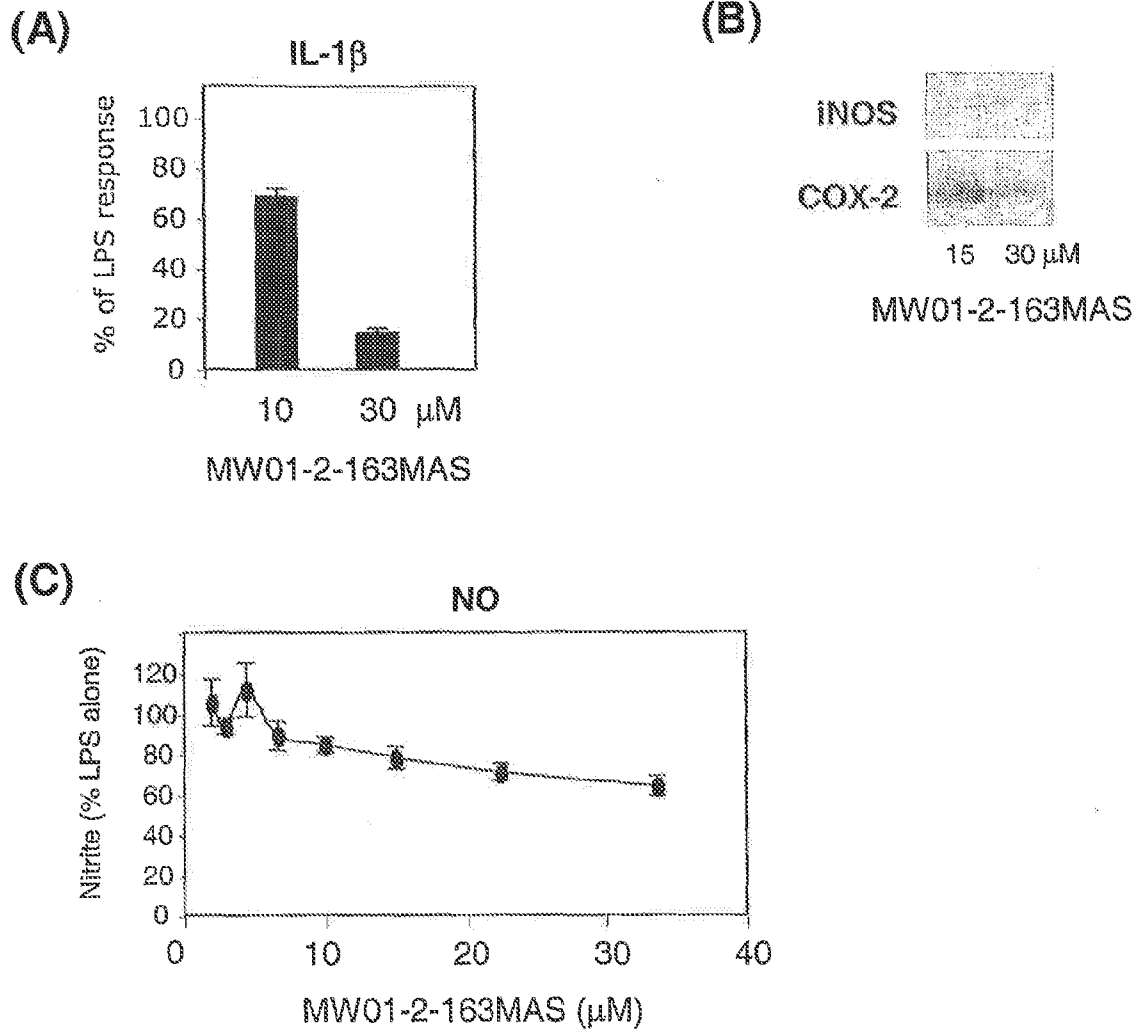 (A)
IL-1β
% of LPS response
100
80
60
40
20
0
10 30 μM
MW01-2-163MAS
(B)
iNOS
COX-2
15 30 μM
MW01-2-163MAS
(C)
NO
Nitrite (% LPS alone)
120
100
80
60
40
20
0
0 10 20 30 40
MW01-2-163MAS (μM)